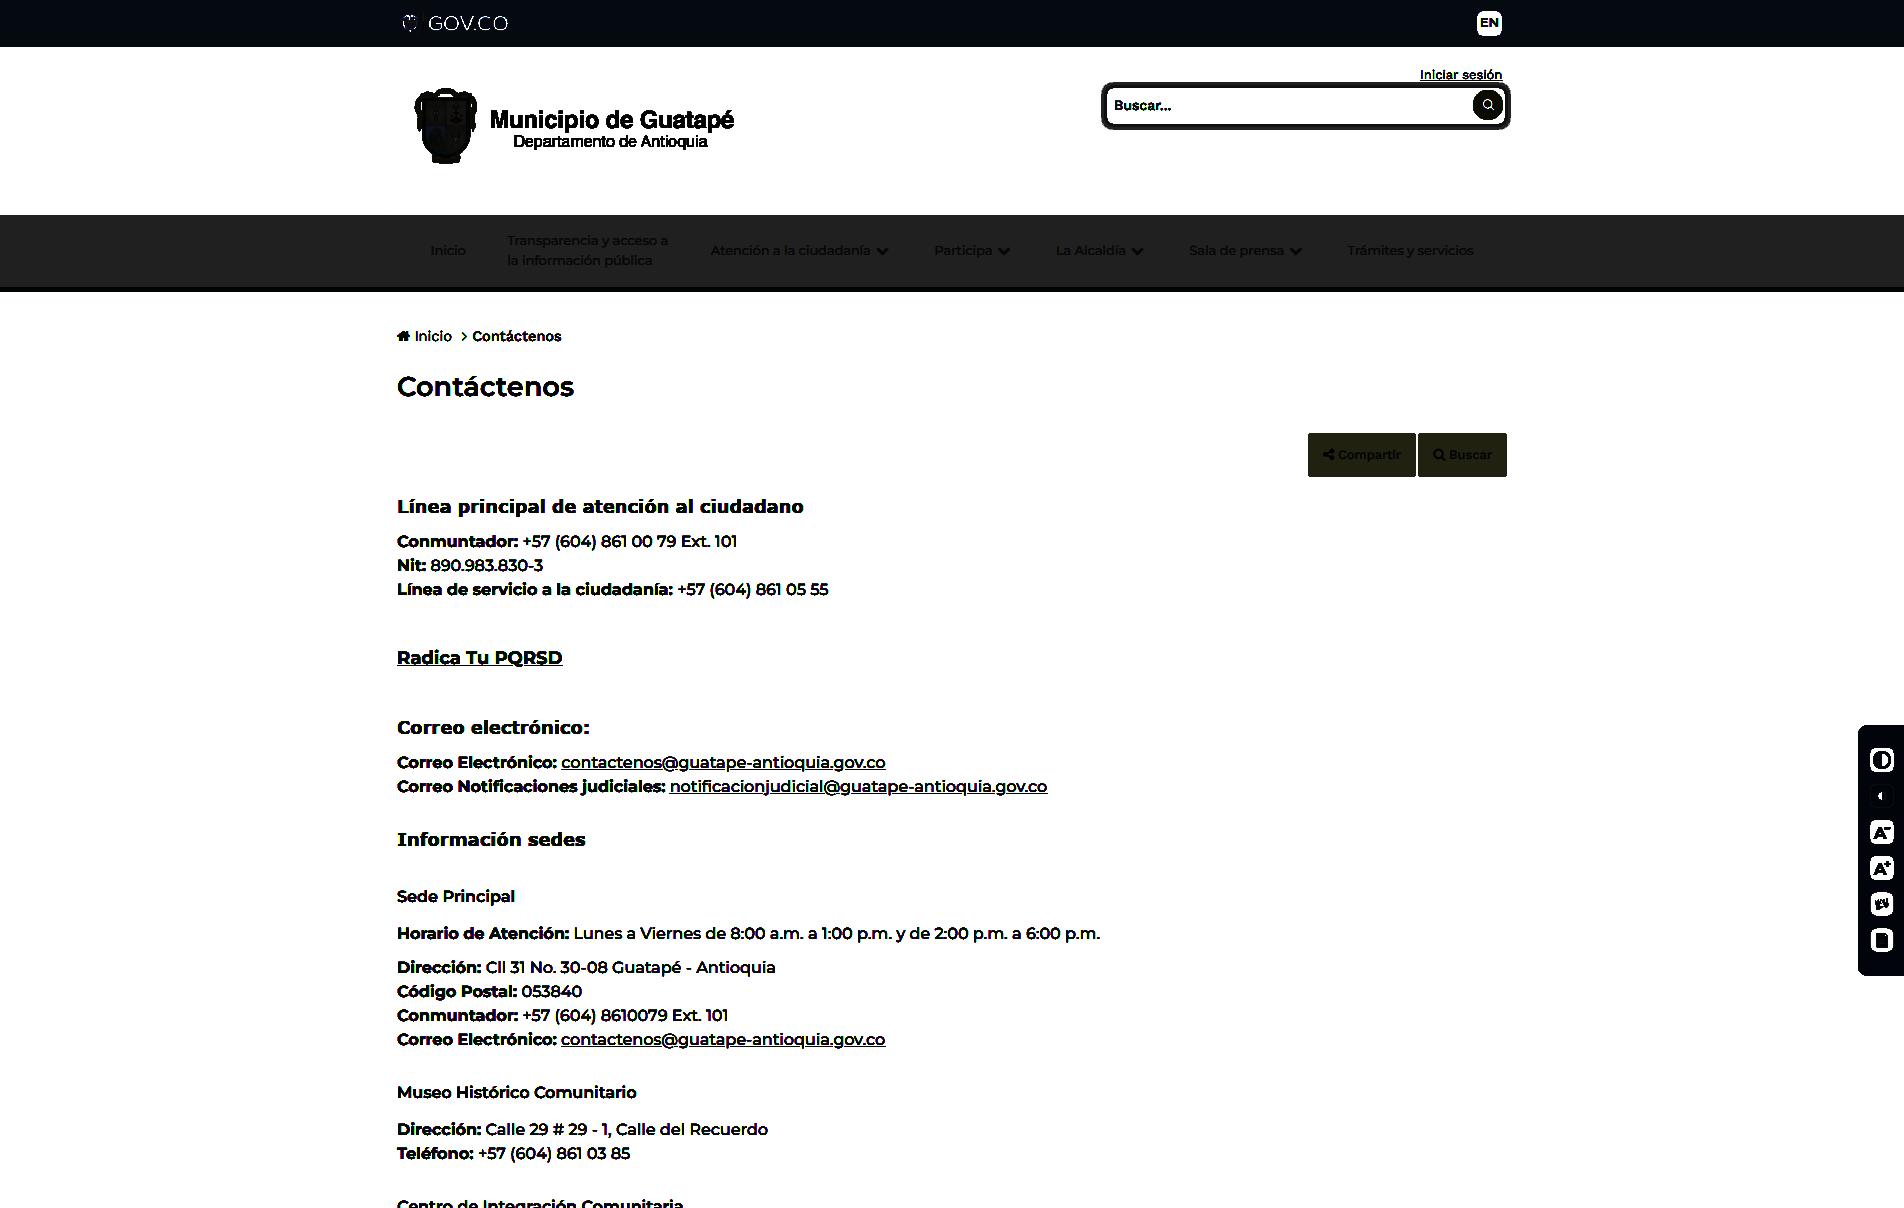 GOV.CO
EN
Municipio de Guatapé
Departamento de Antioquia
Iniciar sesión
Buscar...
Inicio
Transparencia y acceso a
la información pública
Atención a la ciudadanía
Participa
La Alcaldía
Sala de prensa
Trámites y servicios
Inicio > Contáctenos
Contáctenos
Compartir
Buscar
Línea principal de atención al ciudadano
Conmuntador: +57 (604) 861 00 79 Ext. 101
Nit: 890.983.830-3
Línea de servicio a la ciudadanía: +57 (604) 861 05 55
Radica Tu PQRSD
Correo electrónico:
Correo Electrónico: contactenos@guatape-antioquia.gov.co
Correo Notificaciones judiciales: notificacionjudicial@guatape-antioquia.gov.co
Información sedes
Sede Principal
Horario de Atención: Lunes a Viernes de 8:00 a.m. a 1:00 p.m. y de 2:00 p.m. a 6:00 p.m.
Dirección: Cll 31 No. 30-08 Guatapé - Antioquia
Código Postal: 053840
Conmuntador: +57 (604) 8610079 Ext. 101
Correo Electrónico: contactenos@guatape-antioquia.gov.co
Museo Histórico Comunitario
Dirección: Calle 29 # 29 - 1, Calle del Recuerdo
Teléfono: +57 (604) 861 03 85
Centro de Integración Comunitaria
A-
A+